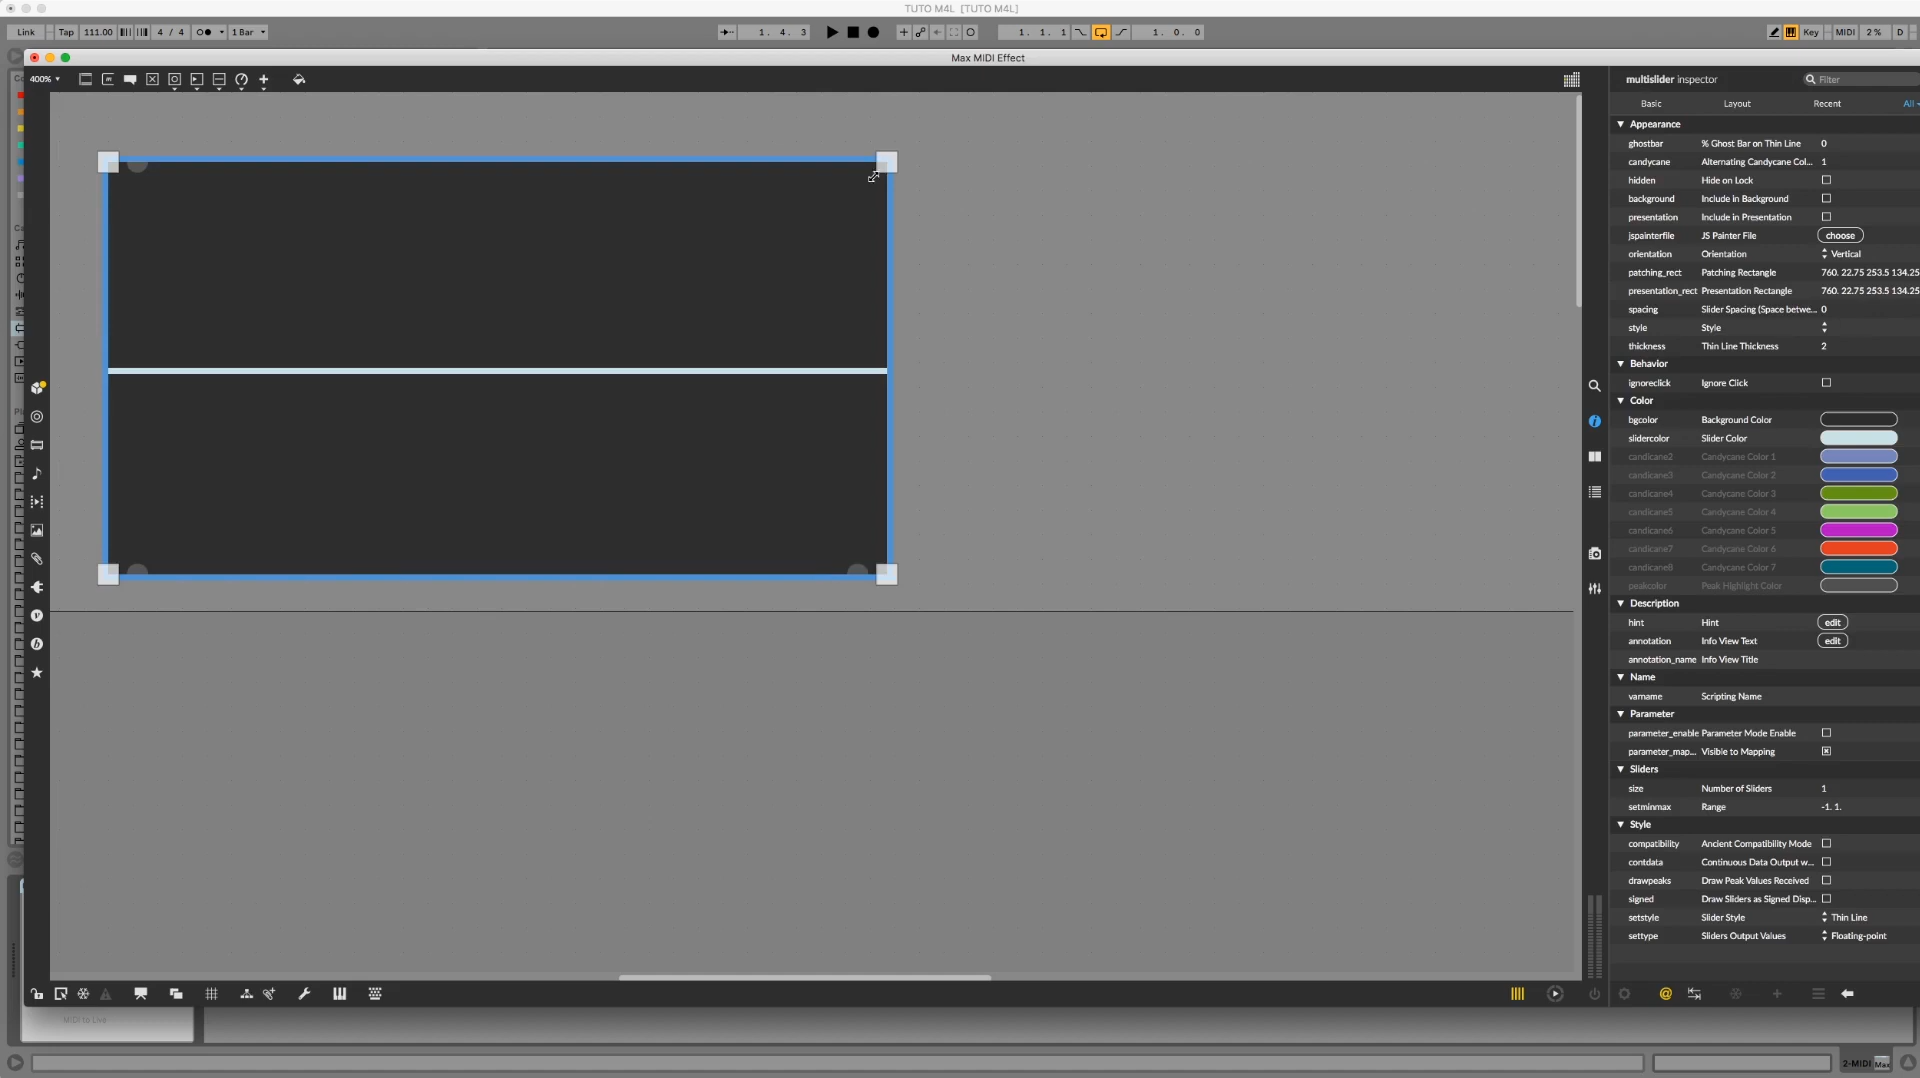 TUTO M4L  [TUTO M4L]
Link Tap 111.00 4 / 4 1 Bar 1. 4. 3 0. 1. 1. 1 1. 0. 0 Key MIDI 2 % D
Max MIDI Effect
400%
multislider inspector Filter
Basic Layout Recent All
Appearance
ghostbar % Ghost Bar on Thin Line 0
candycane Alternating Candycane Col... 1
hidden Hide on Lock
background Include in Background
presentation Include in Presentation
jspainterfile JS Painter File choose
orientation Orientation Vertical
patching_rect Patching Rectangle 760. 22.75 253.5 134.25
presentation_rect Presentation Rectangle 760. 22.75 253.5 134.25
spacing Slider Spacing (Space betwe... 0
style Style
thickness Thin Line Thickness 2
Behavior
ignoreclick Ignore Click
Color
bgcolor Background Color
slidercolor Slider Color
candicane2 Candycane Color 1
candicane3 Candycane Color 2
candicane4 Candycane Color 3
candicane5 Candycane Color 4
candicane6 Candycane Color 5
candicane7 Candycane Color 6
candicane8 Candycane Color 7
peakcolor Peak Highlight Color
Description
hint Hint edit
annotation Info View Text edit
annotation_name Info View Title
Name
varname Scripting Name
Parameter
parameter_enable Parameter Mode Enable
parameter_map... Visible to Mapping
Sliders
size Number of Sliders 1
setminmax Range -1. 1.
Style
compatibility Ancient Compatibility Mode
contdata Continuous Data Output w...
drawpeaks Draw Peak Values Received
signed Draw Sliders as Signed Disp...
setstyle Slider Style Thin Line
settype Sliders Output Values Floating-point
MIDI to Live
2-MIDI Max